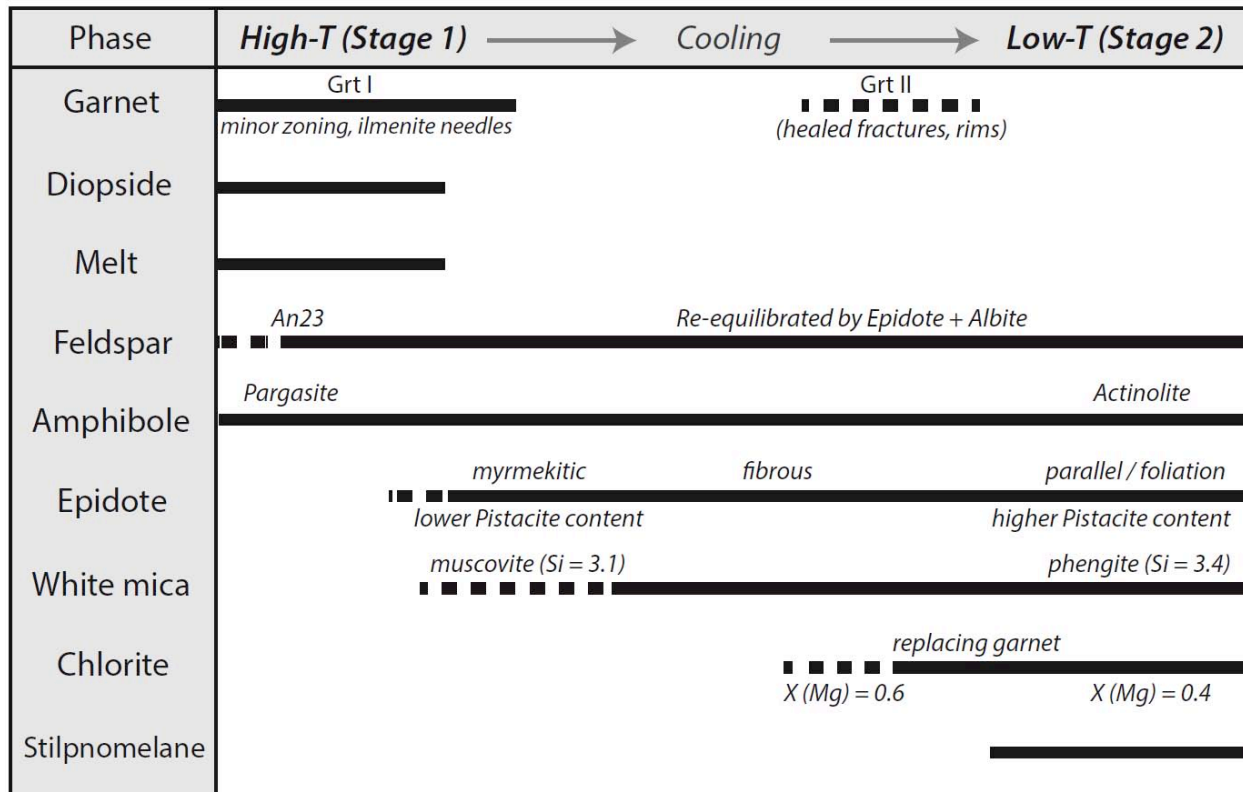 Phase High-T (Stage 1) Cooling Low-T (Stage 2)
Garnet Grt I Grt II
minor zoning, ilmenite needles (healed fractures, rims)
Diopside
Melt
An23 Re-equilibrated by Epidote + Albite
Feldspar
Pargasite Actinolite
Amphibole
myrmekitic fibrous parallel / foliation
Epidote
lower Pistacite content higher Pistacite content
muscovite (Si = 3.1) phengite (Si = 3.4)
White mica
replacing garnet
Chlorite
X (Mg) = 0.6 X (Mg) = 0.4
Stilpnomelane